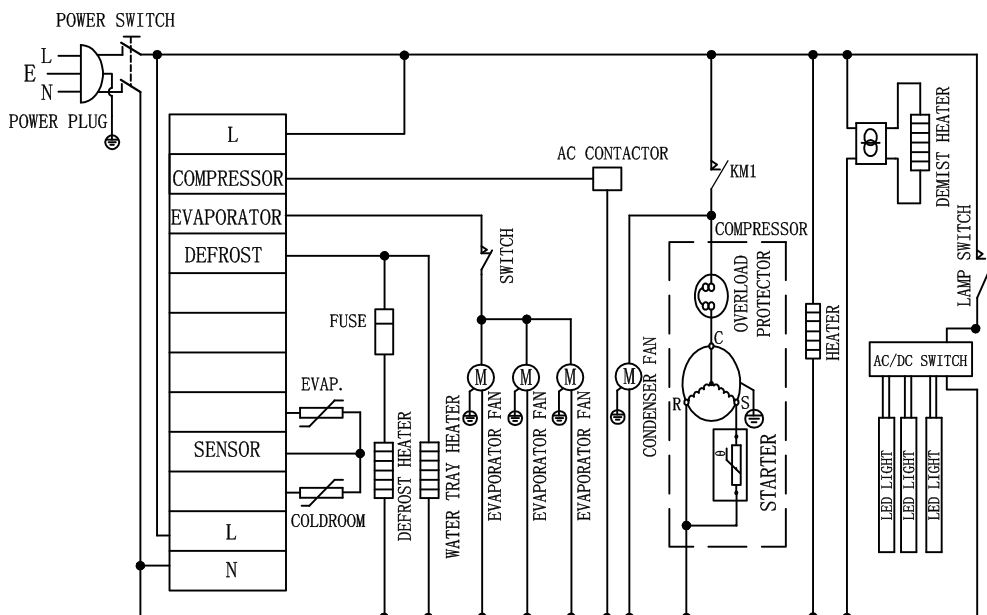 POWER SWITCH
L
E
N
POWER PLUG
L
COMPRESSOR
EVAPORATOR
DEFROST
SENSOR
L
N
AC CONTACTOR
KM1
SWITCH
FUSE
EVAP.
COLDROOM
DEFROST HEATER
WATER TRAY HEATER
M
EVAPORATOR FAN
M
EVAPORATOR FAN
M
EVAPORATOR FAN
M
CONDENSER FAN
COMPRESSOR
OVERLOAD
PROTECTOR
C
R
S
θ
STARTER
HEATER
DEMIST HEATER
LAMP SWITCH
AC/DC SWITCH
LED LIGHT
LED LIGHT
LED LIGHT